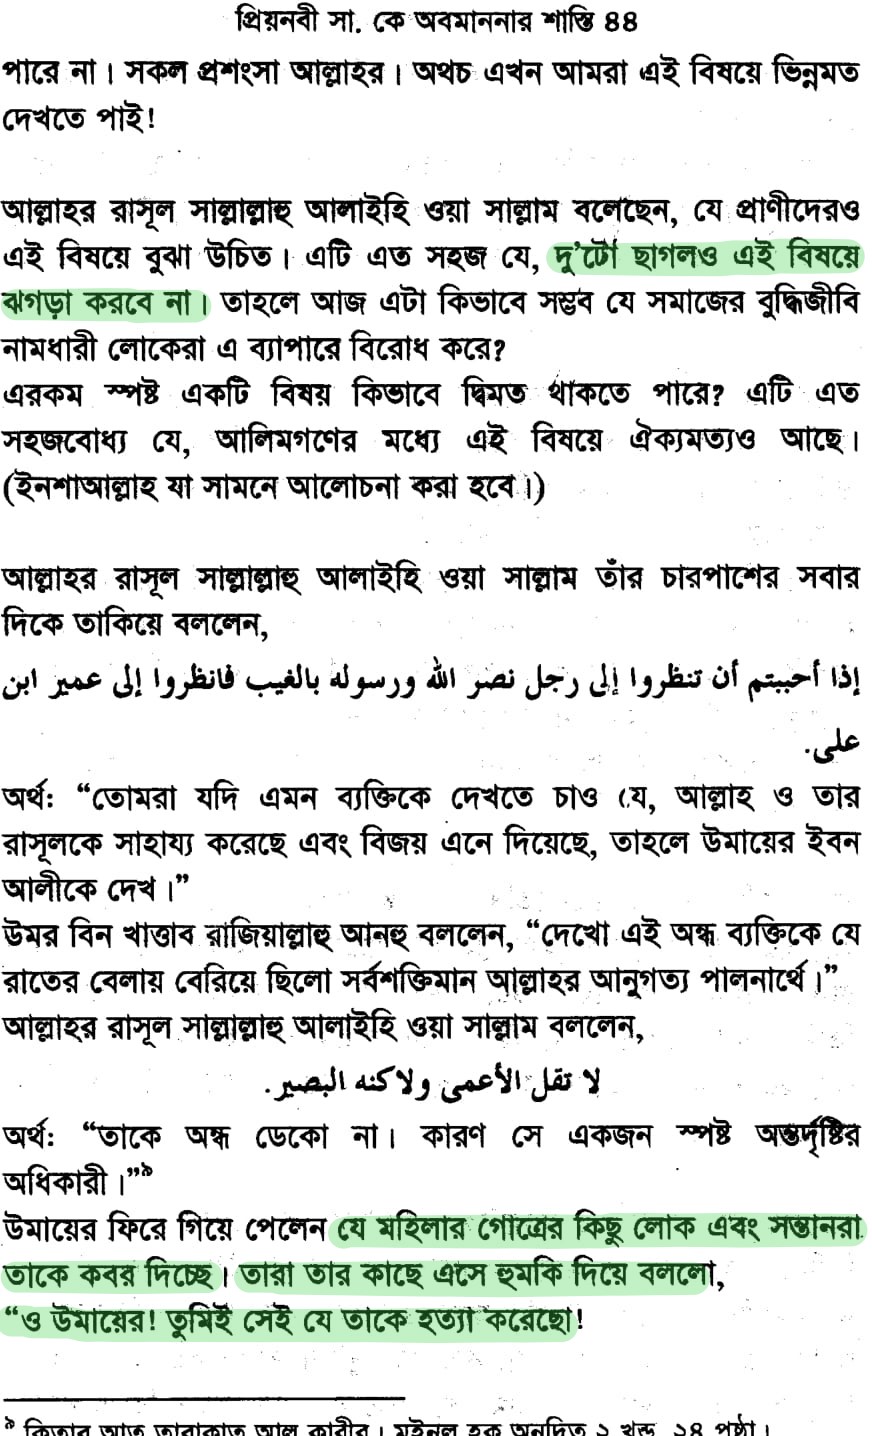 প্রিয়নবী সা. কে অবমাননার শাস্তি ৪৪
পারে না। সকল প্রশংসা আল্লাহর। অথচ এখন আমরা এই বিষয়ে ভিন্নমত
দেখতে পাই!
আল্লাহর রাসূল সাল্লাল্লাহু আলাইহি ওয়া সাল্লাম বলেছেন, যে প্রাণীদেরও
এই বিষয়ে বুঝা উচিত। এটি এত সহজ যে, দু'টো ছাগলও এই বিষয়ে
ঝগড়া করবে না। তাহলে আজ এটা কিভাবে সম্ভব যে সমাজের বুদ্ধিজীবি
নামধারী লোকেরা এ ব্যাপারে বিরোধ করে?
এরকম স্পষ্ট একটি বিষয় কিভাবে দ্বিমত থাকতে পারে? এটি এত
সহজবোধ্য যে, আলিমগণের মধ্যে এই বিষয়ে ঐক্যমত্যও আছে।
(ইনশাআল্লাহ যা সামনে আলোচনা করা হবে।)
আল্লাহর রাসূল সাল্লাল্লাহু আলাইহি ওয়া সাল্লাম তাঁর চারপাশের সবার
দিকে তাকিয়ে বললেন,
إذا أحببتم أن تنظروا إلى رجل نصر الله ورسوله بالغيب فانظروا إلى عمير ابن
على.
অর্থ: “তোমরা যদি এমন ব্যক্তিকে দেখতে চাও যে, আল্লাহ ও তার
রাসূলকে সাহায্য করেছে এবং বিজয় এনে দিয়েছে, তাহলে উমায়ের ইবন
আলীকে দেখ।”
উমর বিন খাত্তাব রাজিয়াল্লাহু আনহু বললেন, “দেখো এই অন্ধ ব্যক্তিকে যে
রাতের বেলায় বেরিয়ে ছিলো সর্বশক্তিমান আল্লাহর আনুগত্য পালনার্থে।”
আল্লাহর রাসূল সাল্লাল্লাহু আলাইহি ওয়া সাল্লাম বললেন,
لا تقل الأعمى ولاكنه البصير.
অর্থ: “তাকে অন্ধ ডেকো না। কারণ সে একজন স্পষ্ট অন্তর্দৃষ্টির
অধিকারী।”৯
উমায়ের ফিরে গিয়ে পেলেন যে মহিলার গোত্রের কিছু লোক এবং সন্তানরা
তাকে কবর দিচ্ছে। তারা তার কাছে এসে হুমকি দিয়ে বললো,
“ও উমায়ের! তুমিই সেই যে তাকে হত্যা করেছো!
৯ কিতাব আত তাবাকাত আল কাবীর। মঈনুল হক অনূদিত ২ খন্ড, ২৪ পৃষ্ঠা।